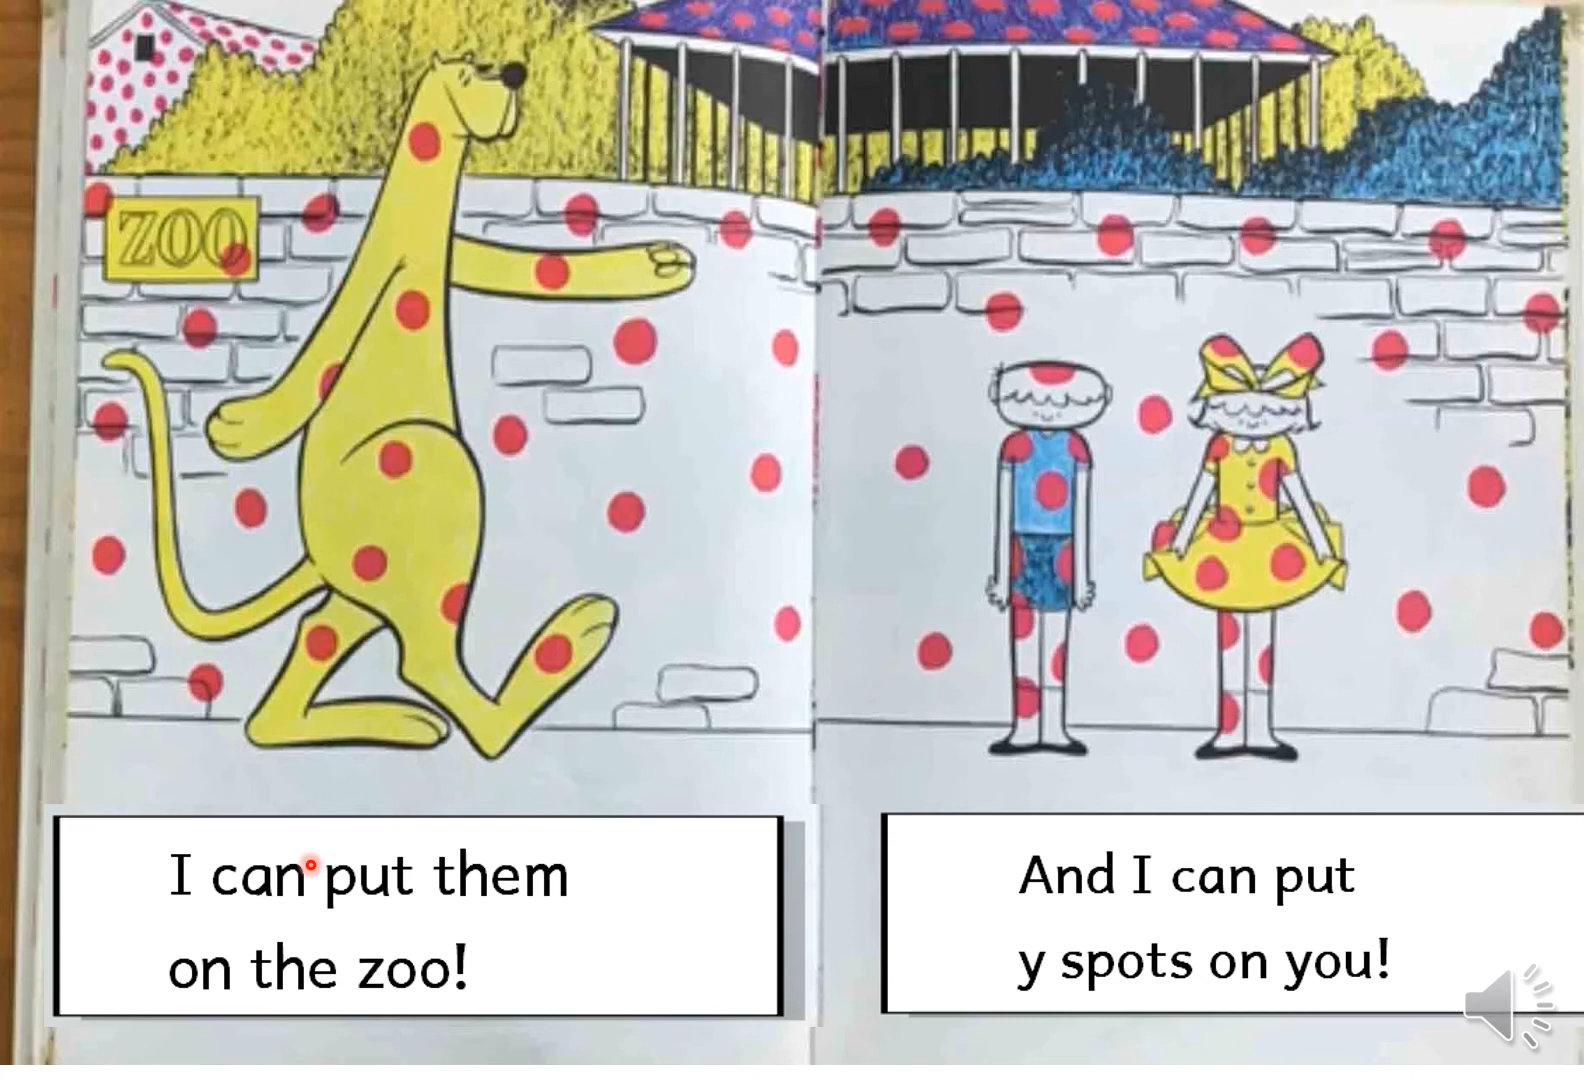 ZOO
I can put them
on the zoo!
And I can put
y spots on you!